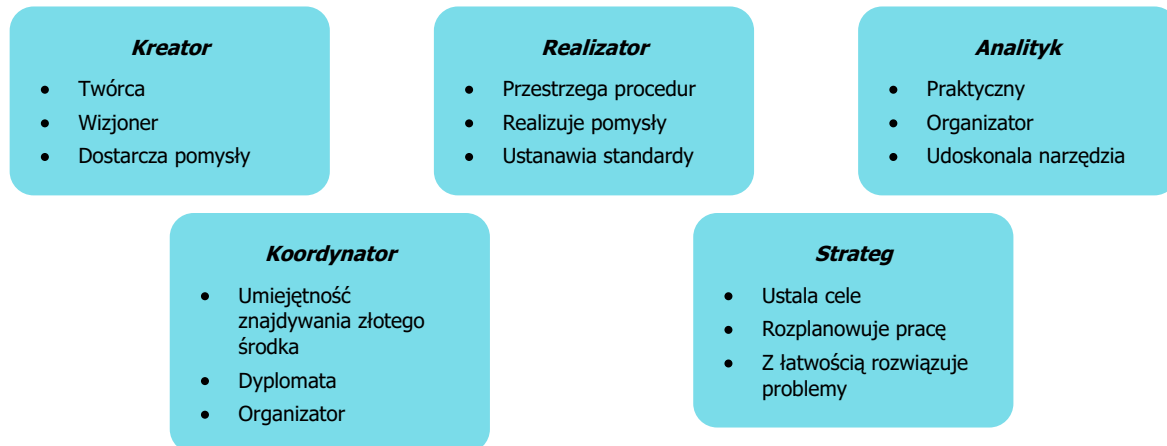 Kreator
• Twórca
• Wizjoner
• Dostarcza pomysły
Realizator
• Przestrzega procedur
• Realizuje pomysły
• Ustanawia standardy
Analityk
• Praktyczny
• Organizator
• Udoskonala narzędzia
Koordynator
• Umiejętność
znajdywania złotego
środka
• Dyplomata
• Organizator
Strateg
• Ustala cele
• Rozplanowuje pracę
• Z łatwością rozwiązuje
problemy